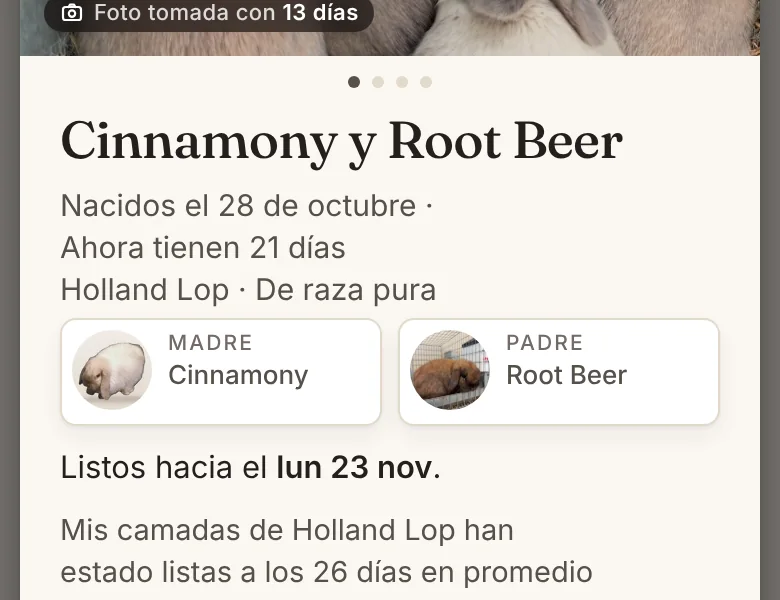 Foto tomada con 13 días
Cinnamony y Root Beer
Nacidos el 28 de octubre ·
Ahora tienen 21 días
Holland Lop · De raza pura
MADRE
Cinnamony
PADRE
Root Beer
Listos hacia el lun 23 nov.
Mis camadas de Holland Lop han
estado listas a los 26 días en promedio